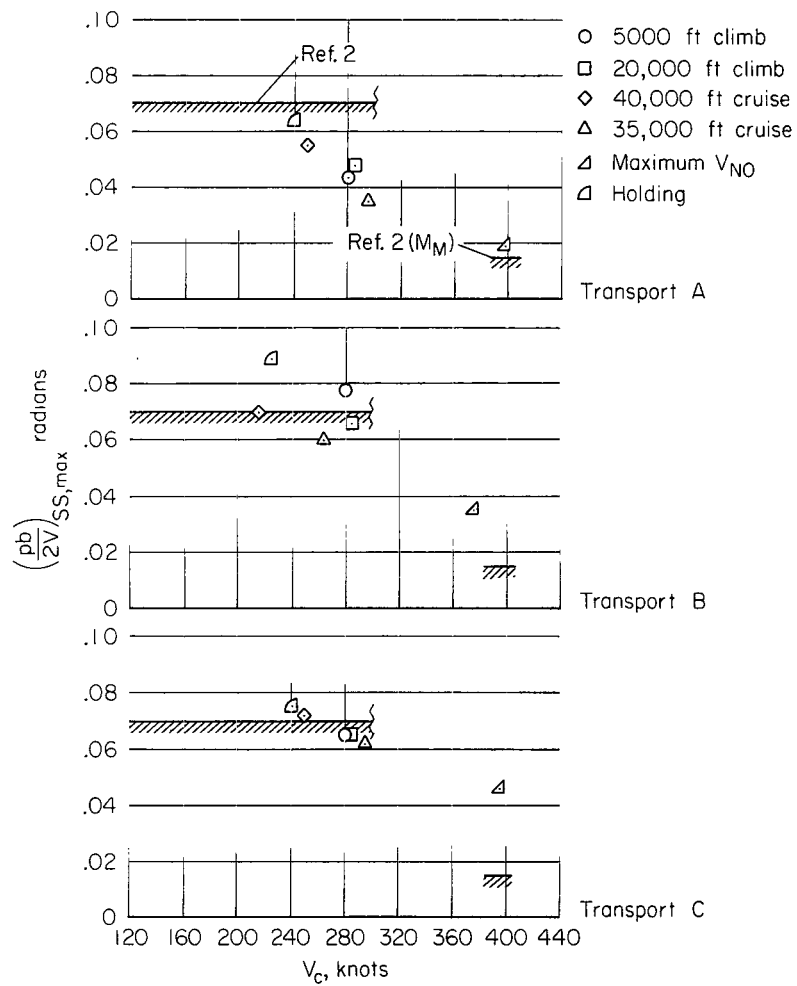 .10
.08
.06
.04
.02
0
Ref. 2
Ref. 2 (M_M)
Transport A
○ 5000 ft climb
□ 20,000 ft climb
◇ 40,000 ft cruise
△ 35,000 ft cruise
Maximum V_NO
Holding
.10
.08
.06
.04
.02
0
Transport B
(pb/2V)_SS,max radians
.10
.08
.06
.04
.02
0
Transport C
120 160 200 240 280 320 360 400 440
V_c, knots